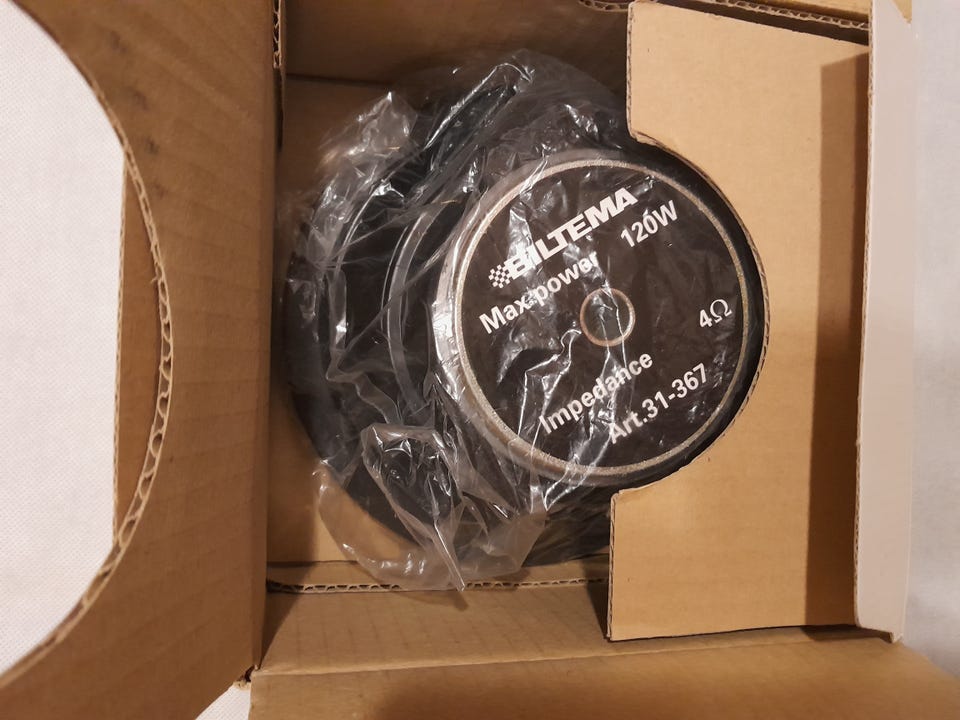 BILTEMA
Max.power 120W
Impedance 4Ω
Art.31-367